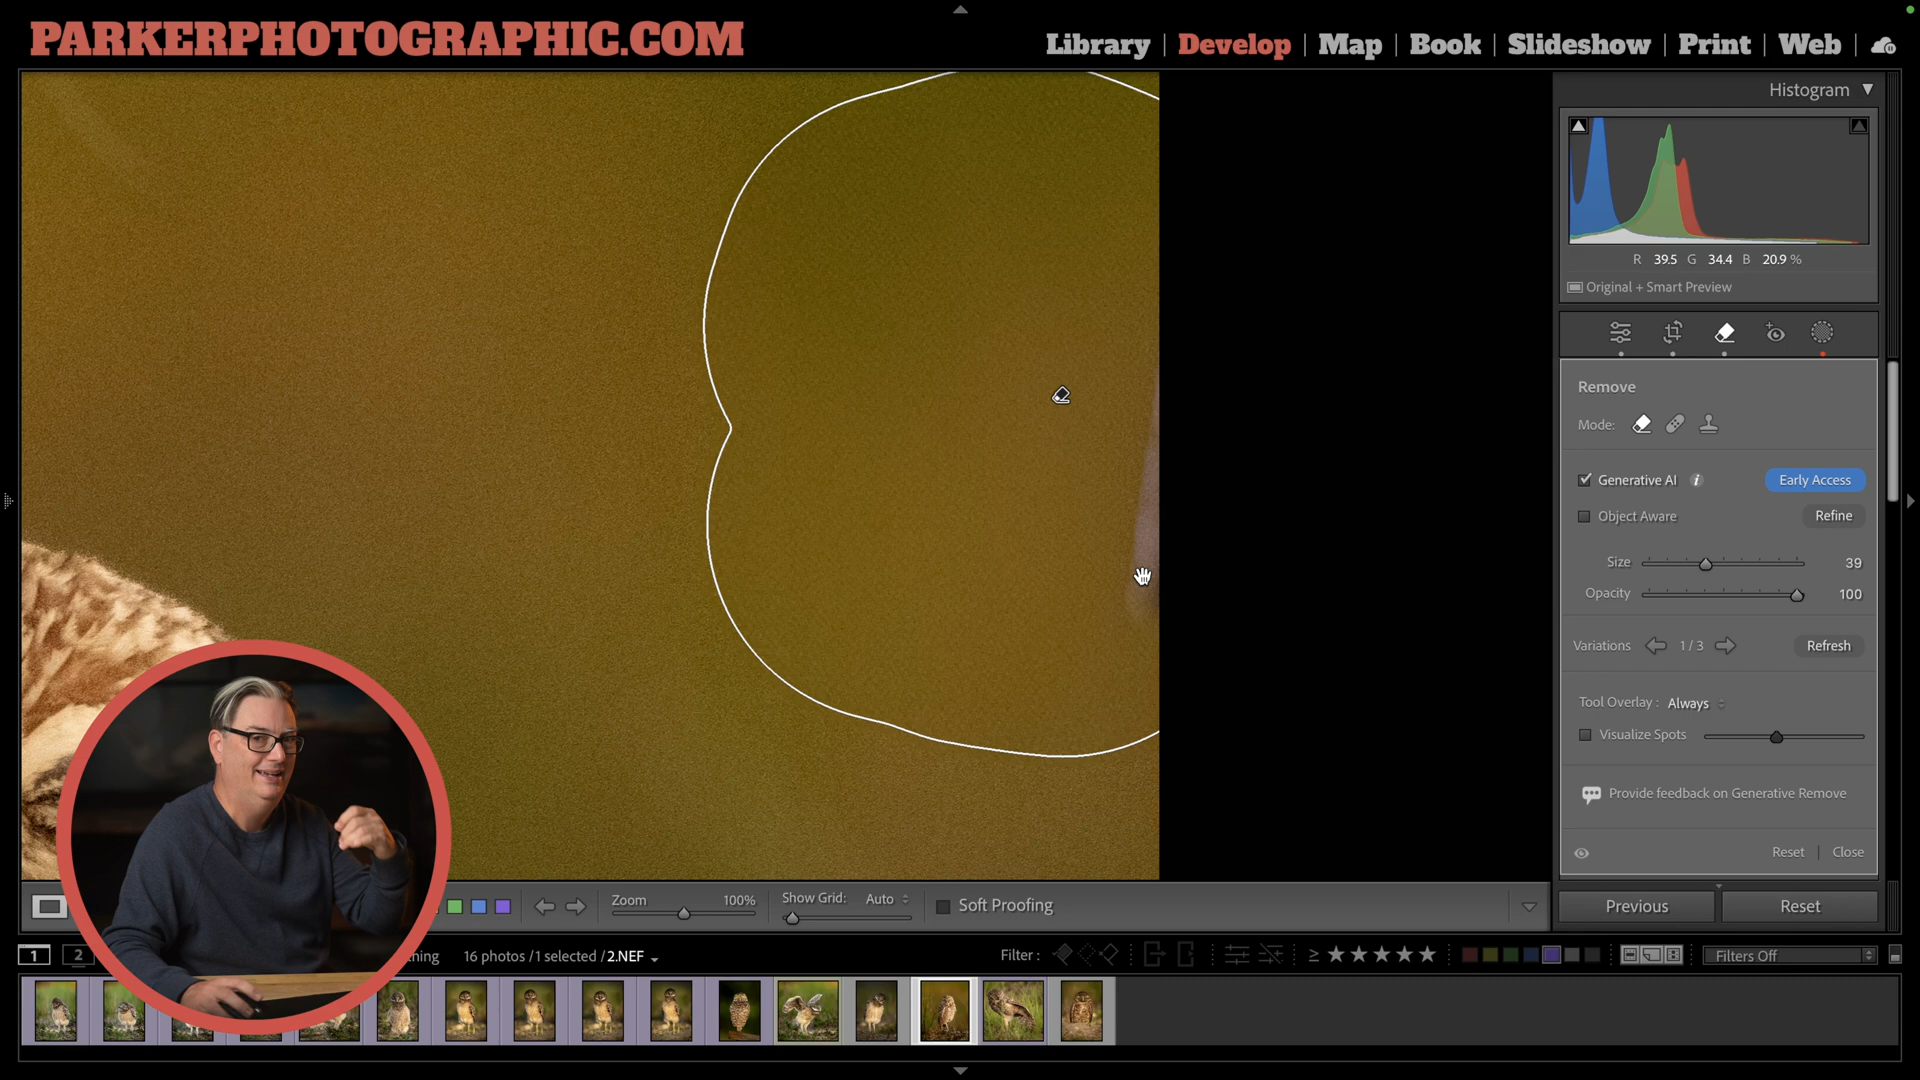 PARKERPHOTOGRAPHIC.COM
Library | Develop | Map | Book | Slideshow | Print | Web |
Histogram
R 39.5 G 34.4 B 20.9 %
Original + Smart Preview
Remove
Mode:
Generative AI i Early Access
Object Aware Refine
Size 39
Opacity 100
Variations 1 / 3 Refresh
Tool Overlay : Always
Visualize Spots
Provide feedback on Generative Remove
Reset | Close
Zoom 100% Show Grid: Auto Soft Proofing
Previous Reset
1 2 16 photos / 1 selected / 2.NEF Filter : ≥ ★ ★ ★ ★ ★ Filters Off